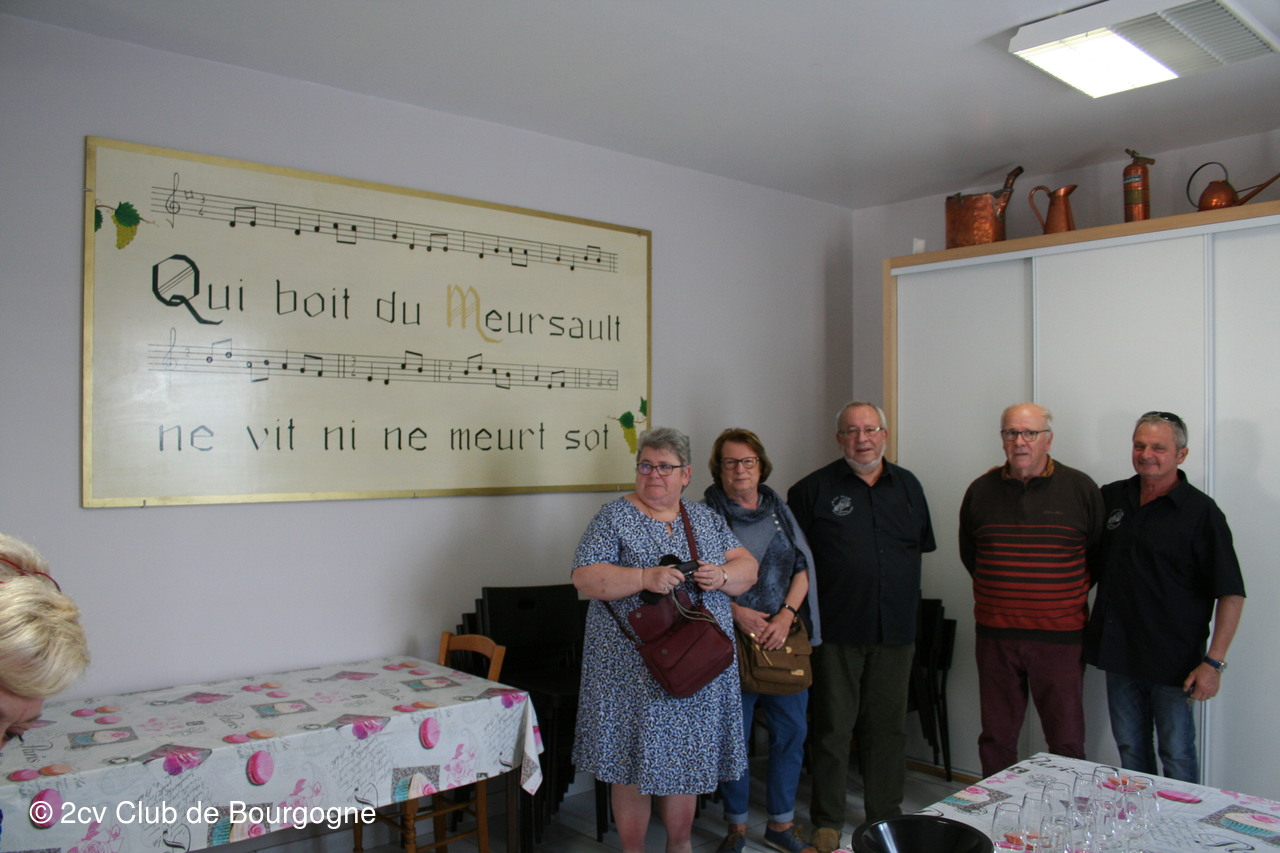 Qui boit du Meursault
ne vit ni ne meurt sot
© 2cv Club de Bourgogne